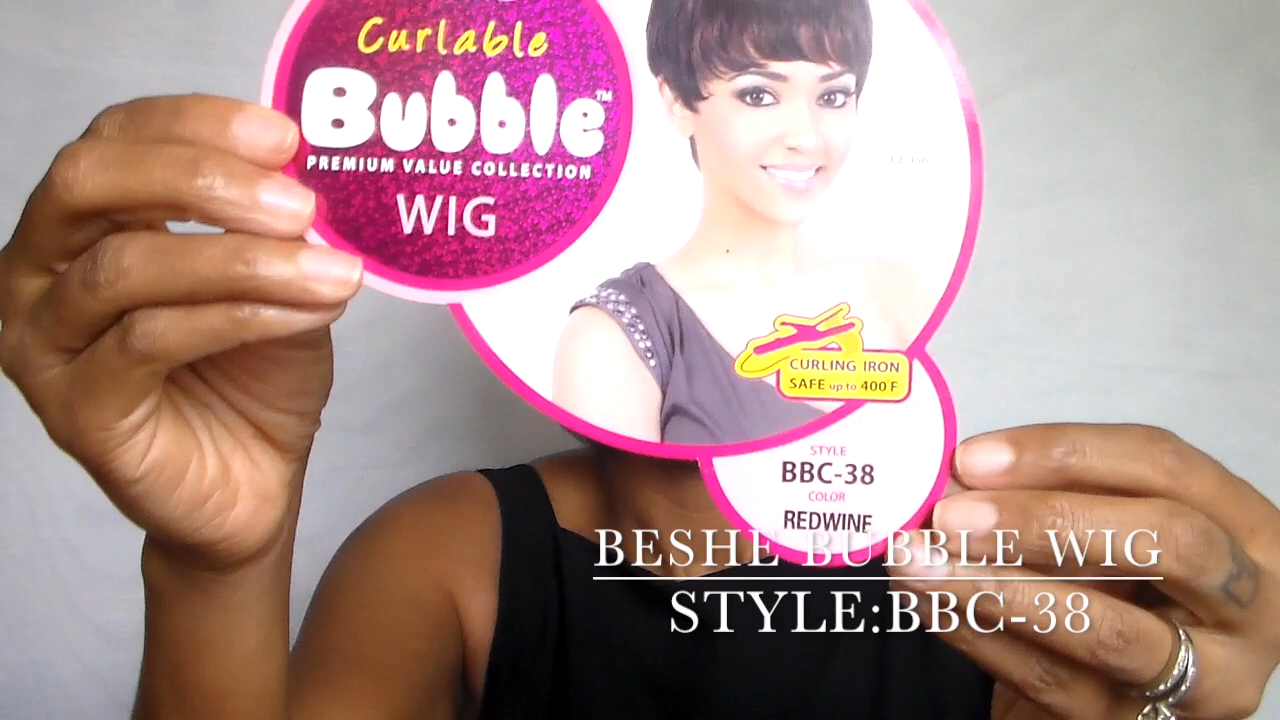 Curlable
Bubble™
PREMIUM VALUE COLLECTION
WIG
CURLING IRON
SAFE up to 400°F
STYLE
BBC-38
COLOR
REDWINE
BESHE BUBBLE WIG
STYLE:BBC-38